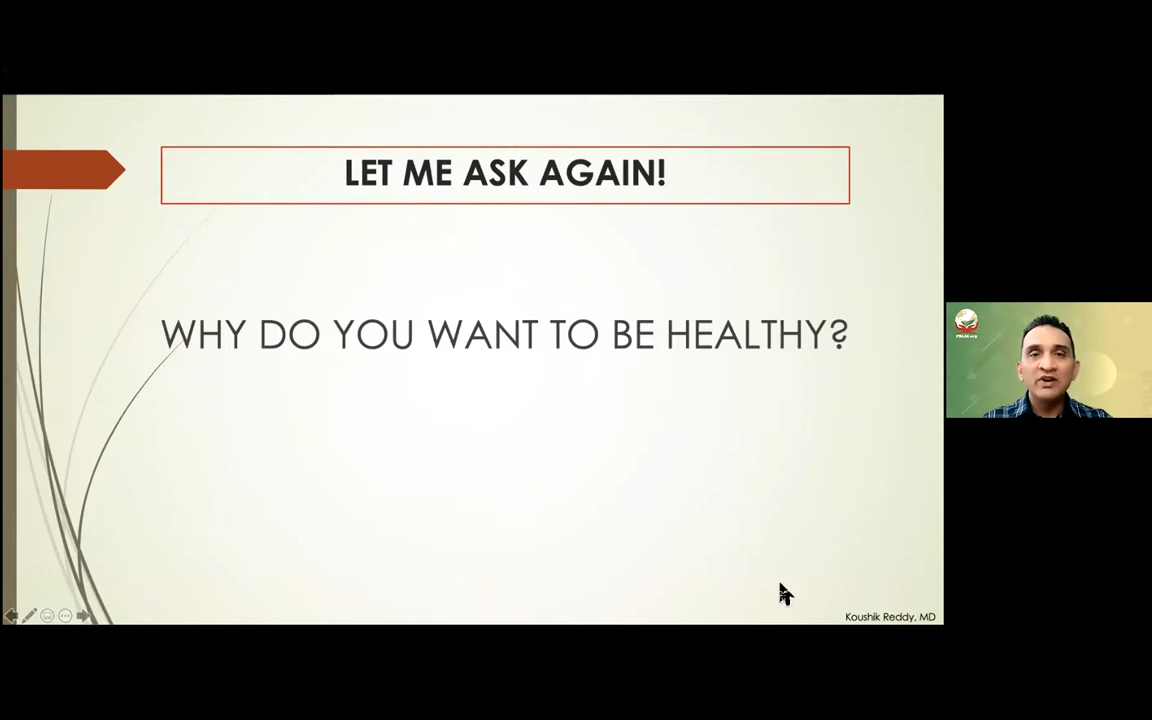 LET ME ASK AGAIN!
WHY DO YOU WANT TO BE HEALTHY?
Koushik Reddy, MD